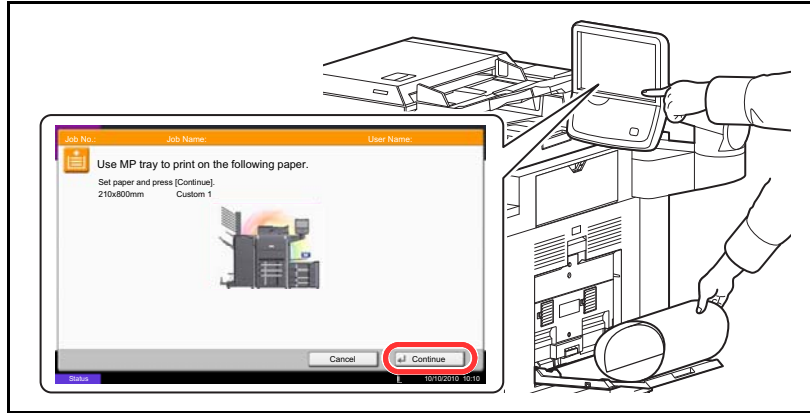 Job No.: Job Name: User Name:
Use MP tray to print on the following paper.
Set paper and press [Continue].
210x800mm Custom 1
Cancel Continue
Status 10/10/2010 10:10